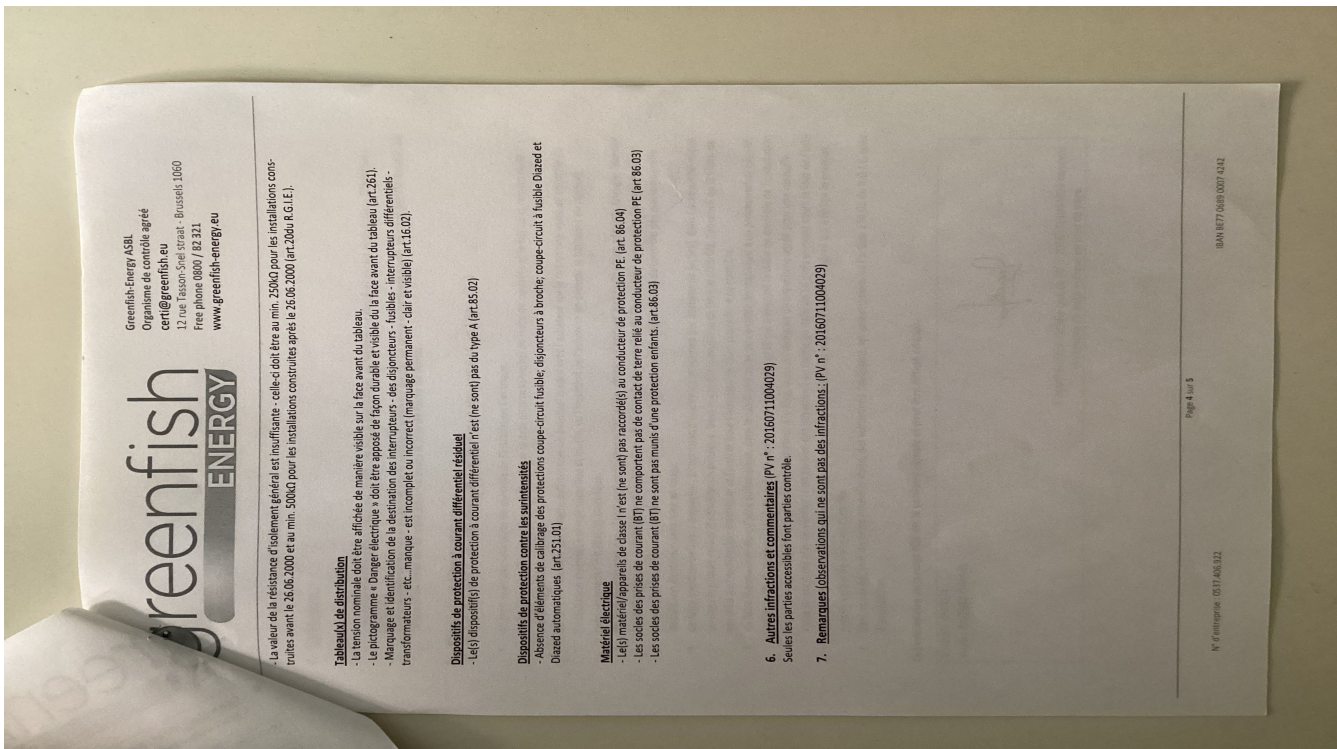 greenfish
ENERGY
Greenfish-Energy ASBL
Organisme de contrôle agréé
certi@greenfish.eu
12 rue Tasson-Snel straat - Brussels 1060
Free phone 0800 / 82 321
www.greenfish-energy.eu
- La valeur de la résistance d'isolement général est insuffisante - celle-ci doit être au min. 250kΩ pour les installations cons-
truites avant le 26.06.2000 et au min. 500kΩ pour les installations construites après le 26.06.2000 (art.20du R.G.I.E.).
Tableau(x) de distribution
- La tension nominale doit être affichée de manière visible sur la face avant du tableau.
- Le pictogramme « Danger électrique » doit être apposé de façon durable et visible du la face avant du tableau (art.261).
- Marquage et identification de la destination des interrupteurs - des disjoncteurs - fusibles - interrupteurs différentiels -
transformateurs - etc...manque - est incomplet ou incorrect (marquage permanent - clair et visible) (art.16.02).
Dispositifs de protection à courant différentiel résiduel
- Le(s) dispositif(s) de protection à courant différentiel n'est (ne sont) pas du type A (art.85.02)
Dispositifs de protection contre les surintensités
- Absence d'éléments de calibrage des protections coupe-circuit fusible; disjoncteurs à broche; coupe-circuit à fusible Diazed et
Diazed automatiques (art.251.01)
Matériel électrique
- Le(s) matériel/appareils de classe I n'est (ne sont) pas raccordé(s) au conducteur de protection PE. (art. 86.04)
- Les socles des prises de courant (BT) ne comportent pas de contact de terre relié au conducteur de protection PE (art 86.03)
- Les socles des prises de courant (BT) ne sont pas munis d'une protection enfants. (art.86.03)
6. Autres infractions et commentaires (PV n° : 20160711004029)
Seules les parties accessibles font parties contrôle.
7. Remarques (observations qui ne sont pas des infractions : (PV n° : 20160711004029)
Page 4 sur 5
N° d'entreprise : 0537.406.922
IBAN BE77 0689 0007 4242